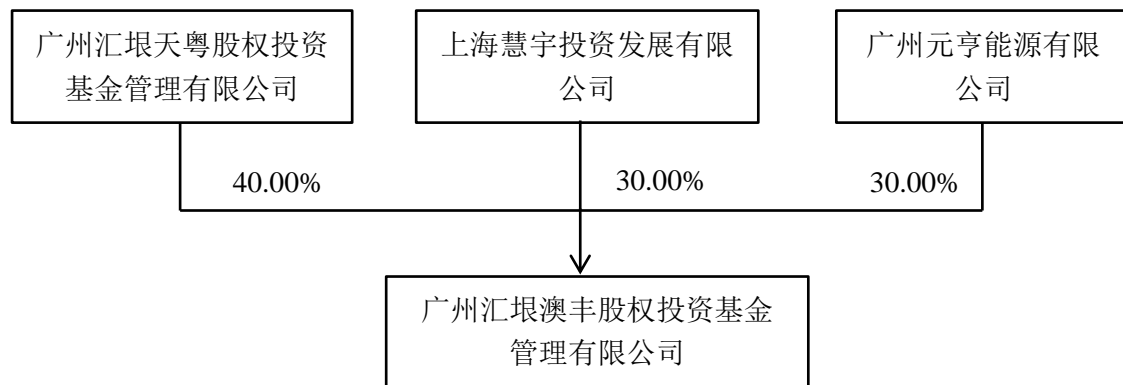 广州汇垠天粤股权投资
基金管理有限公司
上海慧宇投资发展有限
公司
广州元亨能源有限
公司
40.00%
30.00%
30.00%
广州汇垠澳丰股权投资基金
管理有限公司